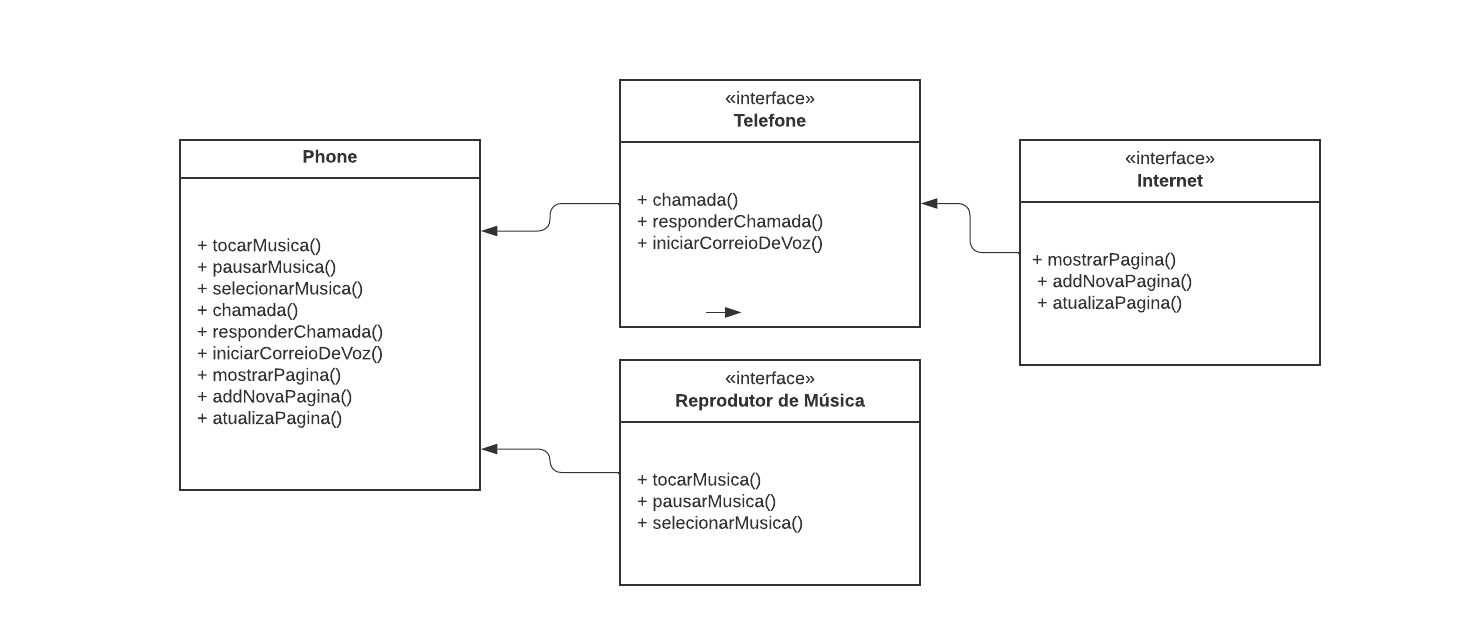 Phone
+ tocarMusica()
+ pausarMusica()
+ selecionarMusica()
+ chamada()
+ responderChamada()
+ iniciarCorreioDeVoz()
+ mostrarPagina()
+ addNovaPagina()
+ atualizaPagina()
«interface»
Telefone
+ chamada()
+ responderChamada()
+ iniciarCorreioDeVoz()
«interface»
Reprodutor de Música
+ tocarMusica()
+ pausarMusica()
+ selecionarMusica()
«interface»
Internet
+ mostrarPagina()
+ addNovaPagina()
+ atualizaPagina()